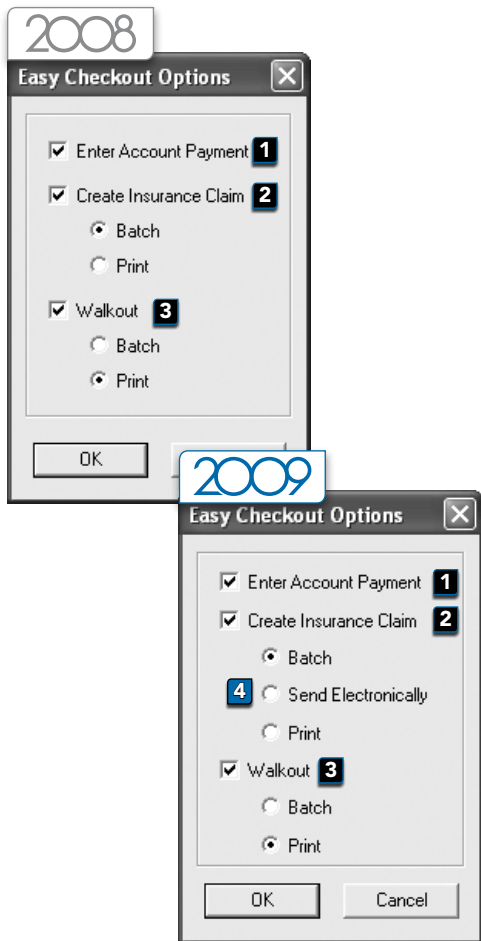 2008
Easy Checkout Options
Enter Account Payment 1
Create Insurance Claim 2
Batch
Print
Walkout 3
Batch
Print
OK
2009
Easy Checkout Options
Enter Account Payment 1
Create Insurance Claim 2
Batch
4 Send Electronically
Print
Walkout 3
Batch
Print
OK Cancel